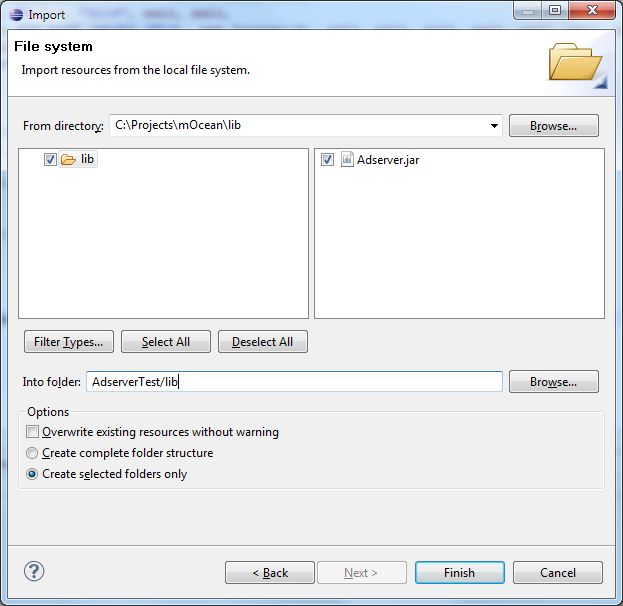 Import
File system
Import resources from the local file system.
From directory: C:\Projects\mOcean\lib Browse...
lib
Adserver.jar
Filter Types... Select All Deselect All
Into folder: AdserverTest/lib Browse...
Options
Overwrite existing resources without warning
Create complete folder structure
Create selected folders only
? < Back Next > Finish Cancel